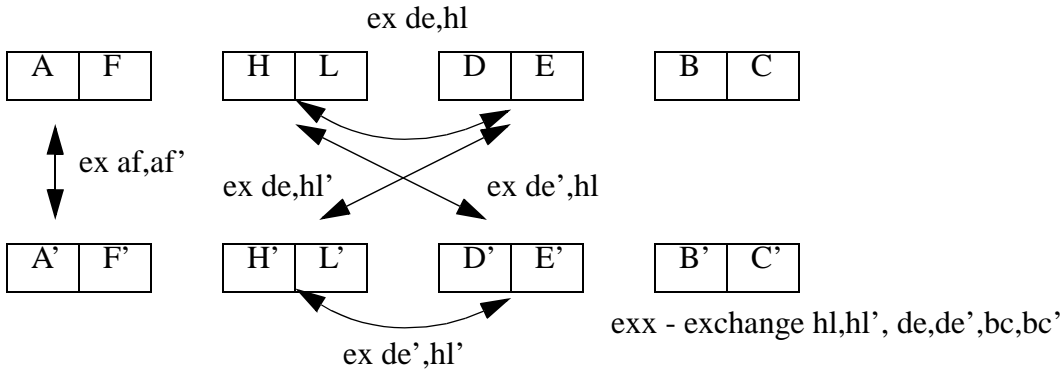 ex de,hl
A F H L D E B C
ex af,af’
ex de,hl’ ex de’,hl
A’ F’ H’ L’ D’ E’ B’ C’
exx - exchange hl,hl’, de,de’,bc,bc’
ex de’,hl’